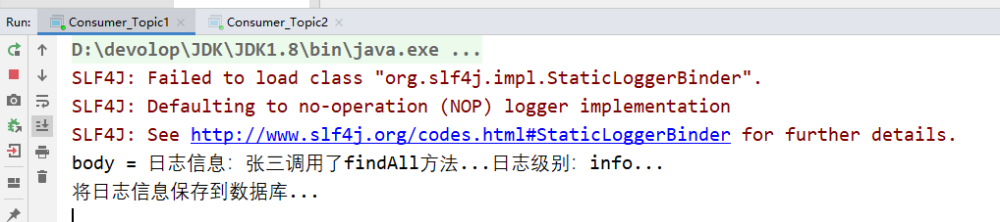 Run: Consumer_Topic1 × Consumer_Topic2 ×
D:\devolop\JDK\JDK1.8\bin\java.exe ...
SLF4J: Failed to load class "org.slf4j.impl.StaticLoggerBinder".
SLF4J: Defaulting to no-operation (NOP) logger implementation
SLF4J: See http://www.slf4j.org/codes.html#StaticLoggerBinder for further details.
body = 日志信息：张三调用了findAll方法...日志级别：info...
将日志信息保存到数据库...